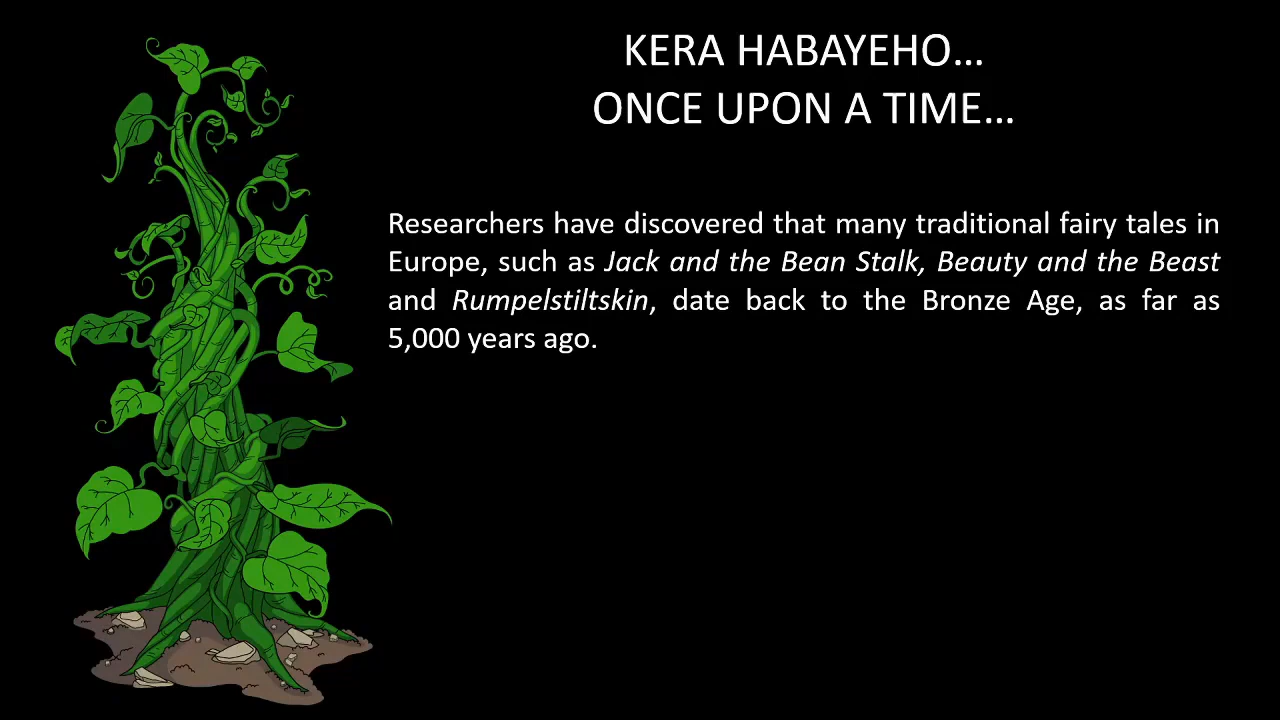 KERA HABAYEHO…
ONCE UPON A TIME…
Researchers have discovered that many traditional fairy tales in
Europe, such as Jack and the Bean Stalk, Beauty and the Beast
and Rumpelstiltskin, date back to the Bronze Age, as far as
5,000 years ago.